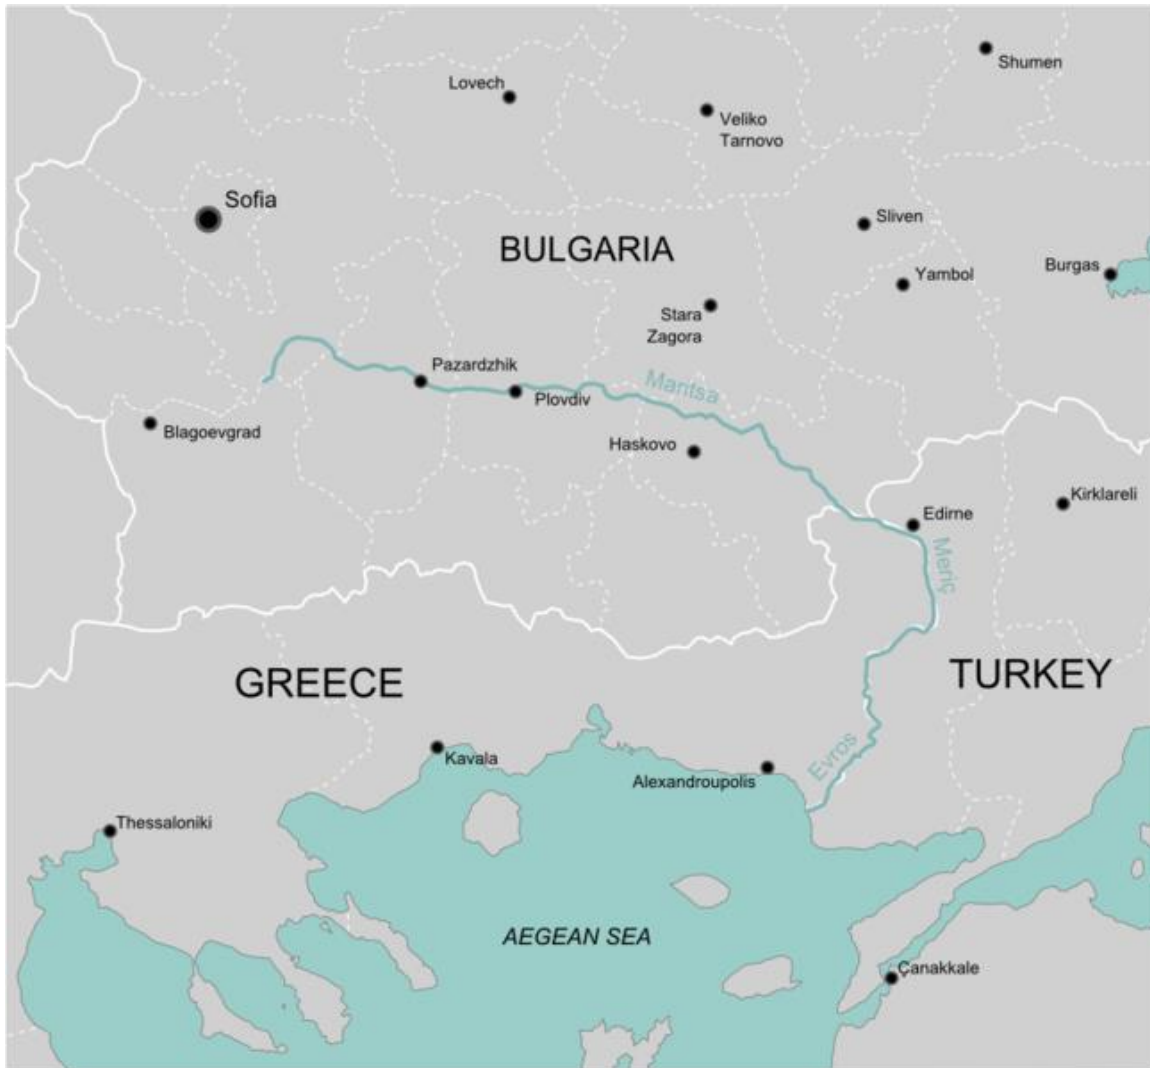 Shumen
Lovech
Veliko
Tarnovo
Sofia
Sliven
BULGARIA
Burgas
Yambol
Stara
Zagora
Pazardzhik
Maritsa
Plovdiv
Blagoevgrad
Haskovo
Kirklareli
Edirne
Meriç
GREECE
TURKEY
Evros
Kavala
Alexandroupolis
Thessaloniki
AEGEAN SEA
Çanakkale